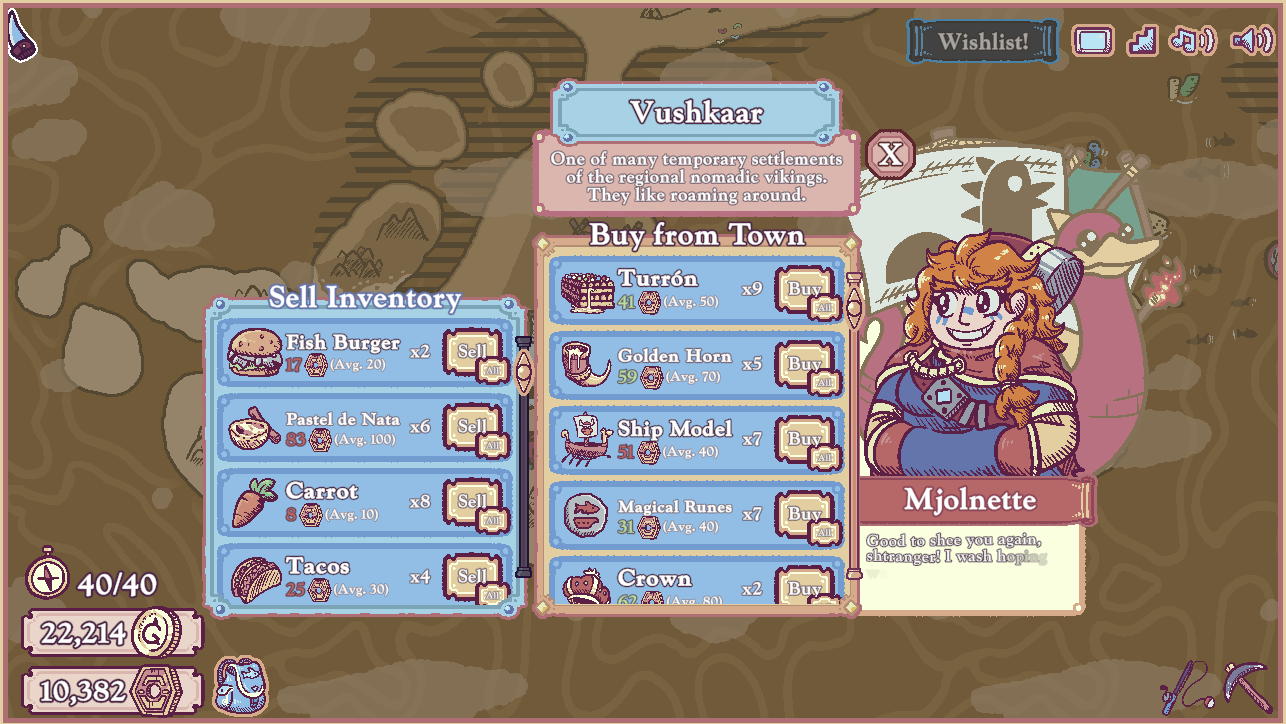 Wishlist!
Vushkaar
One of many temporary settlements
of the regional nomadic vikings.
They like roaming around.
X
Buy from Town
Turrón
41 (Avg. 50)
x9
Buy
All
Golden Horn
59 (Avg. 70)
x5
Buy
All
Ship Model
51 (Avg. 40)
x7
Buy
All
Magical Runes
31 (Avg. 40)
x7
Buy
All
Crown
62 (Avg. 80)
x2
Buy
All
Sell Inventory
Fish Burger
17 (Avg. 20)
x2
Sell
All
Pastel de Nata
83 (Avg. 100)
x6
Sell
All
Carrot
8 (Avg. 10)
x8
Sell
All
Tacos
25 (Avg. 30)
x4
Sell
All
Mjolnette
Good to shee you again,
shtranger! I wash hoping
40/40
22,214
10,382